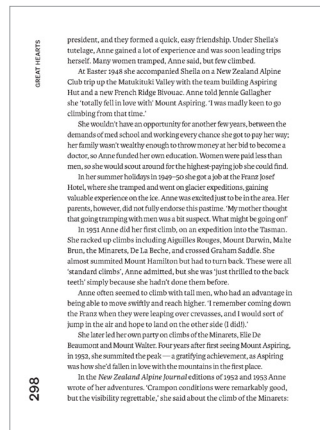 GREAT HEARTS
president, and they formed a quick, easy friendship. Under Sheila's
tutelage, Anne gained a lot of experience and was soon leading trips
herself. Many women tramped, Anne said, but few climbed.
At Easter 1948 she accompanied Sheila on a New Zealand Alpine
Club trip up the Matukituki Valley with the team building Aspiring
Hut and a new French Ridge Bivouac. Anne told Jennie Gallagher
she 'totally fell in love with' Mount Aspiring. 'I was madly keen to go
climbing from that time.'
She wouldn't have an opportunity for another few years, between the
demands of med school and working every chance she got to pay her way;
her family wasn't wealthy enough to throw money at her bid to become a
doctor, so Anne funded her own education. Women were paid less than
men, so she would scout around for the highest-paying job she could find.
In her summer holidays in 1949–50 she got a job at the Franz Josef
Hotel, where she tramped and went on glacier expeditions, gaining
valuable experience on the ice. Anne was excited just to be in the area. Her
parents, however, did not fully endorse this pastime. 'My mother thought
that going tramping with men was a bit suspect. What might be going on!'
In 1951 Anne did her first climb, on an expedition into the Tasman.
She racked up climbs including Aiguilles Rouges, Mount Darwin, Malte
Brun, the Minarets, De La Beche, and crossed Graham Saddle. She
almost summited Mount Hamilton but had to turn back. These were all
'standard climbs', Anne admitted, but she was 'just thrilled to the back
teeth' simply because she hadn't done them before.
Anne often seemed to climb with tall men, who had an advantage in
being able to move swiftly and reach higher. 'I remember coming down
the Franz when they were leaping over crevasses, and I would sort of
jump in the air and hope to land on the other side (I did!).'
She later led her own party on climbs of the Minarets, Elie De
Beaumont and Mount Walter. Four years after first seeing Mount Aspiring,
in 1952, she summited the peak — a gratifying achievement, as Aspiring
was how she'd fallen in love with the mountains in the first place.
In the New Zealand Alpine Journal editions of 1952 and 1953 Anne
wrote of her adventures. 'Crampon conditions were remarkably good,
but the visibility regrettable,' she said about the climb of the Minarets:
298